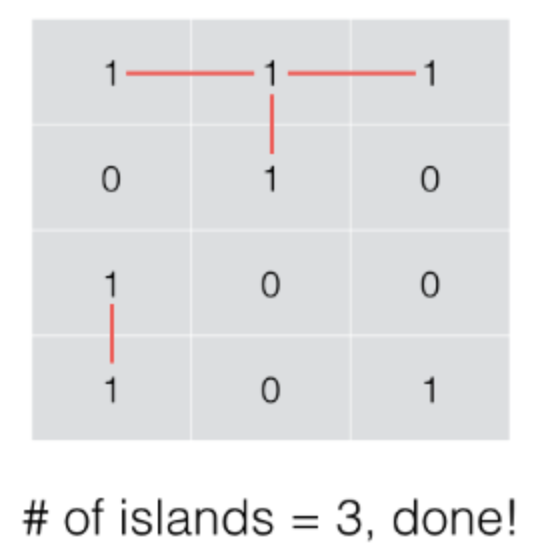 1 1 1
0 1 0
1 0 0
1 0 1
# of islands = 3, done!